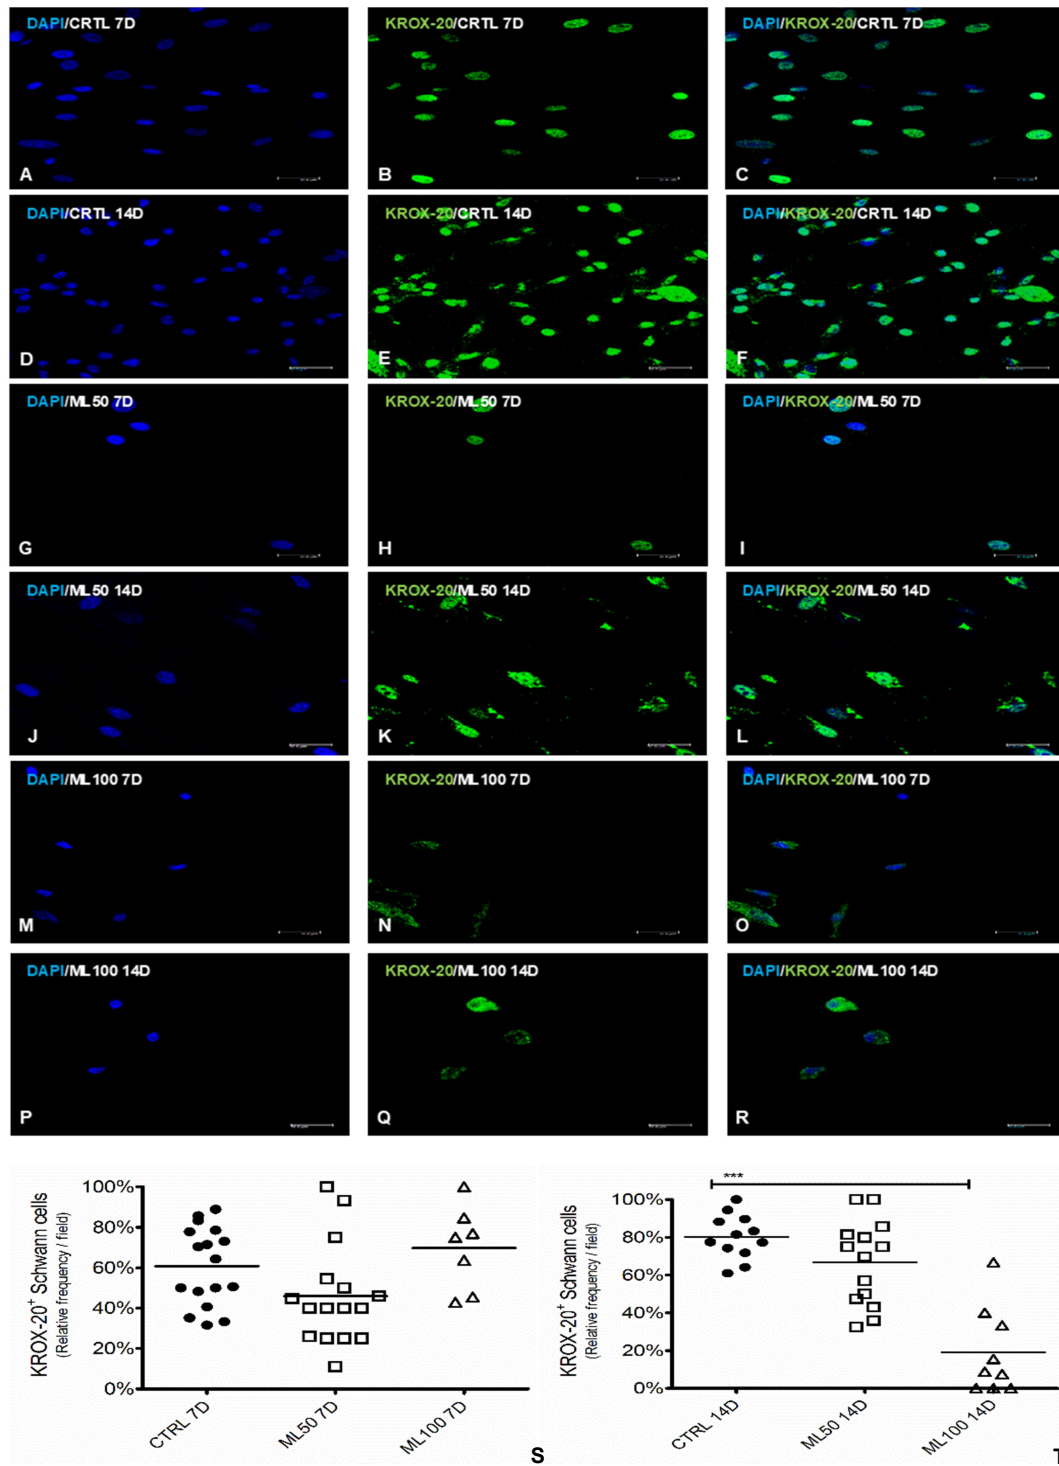 DAPI/CRTL 7D
KROX-20/CRTL 7D
DAPI/KROX-20/CRTL 7D
A
B
C
DAPI/CRTL 14D
KROX-20/CRTL 14D
DAPI/KROX-20/CRTL 14D
D
E
F
DAPI/ML50 7D
KROX-20/ML50 7D
DAPI/KROX-20/ML50 7D
G
H
I
DAPI/ML50 14D
KROX-20/ML50 14D
DAPI/KROX-20/ML50 14D
J
K
L
DAPI/ML100 7D
KROX-20/ML100 7D
DAPI/KROX-20/ML100 7D
M
N
O
DAPI/ML100 14D
KROX-20/ML100 14D
DAPI/KROX-20/ML100 14D
P
Q
R
KROX-20+ Schwann cells
(Relative frequency / field)
100%
80%
60%
40%
20%
0%
CTRL 7D
ML50 7D
ML100 7D
S
***
KROX-20+ Schwann cells
(Relative frequency / field)
100%
80%
60%
40%
20%
0%
CTRL 14D
ML50 14D
ML100 14D
T